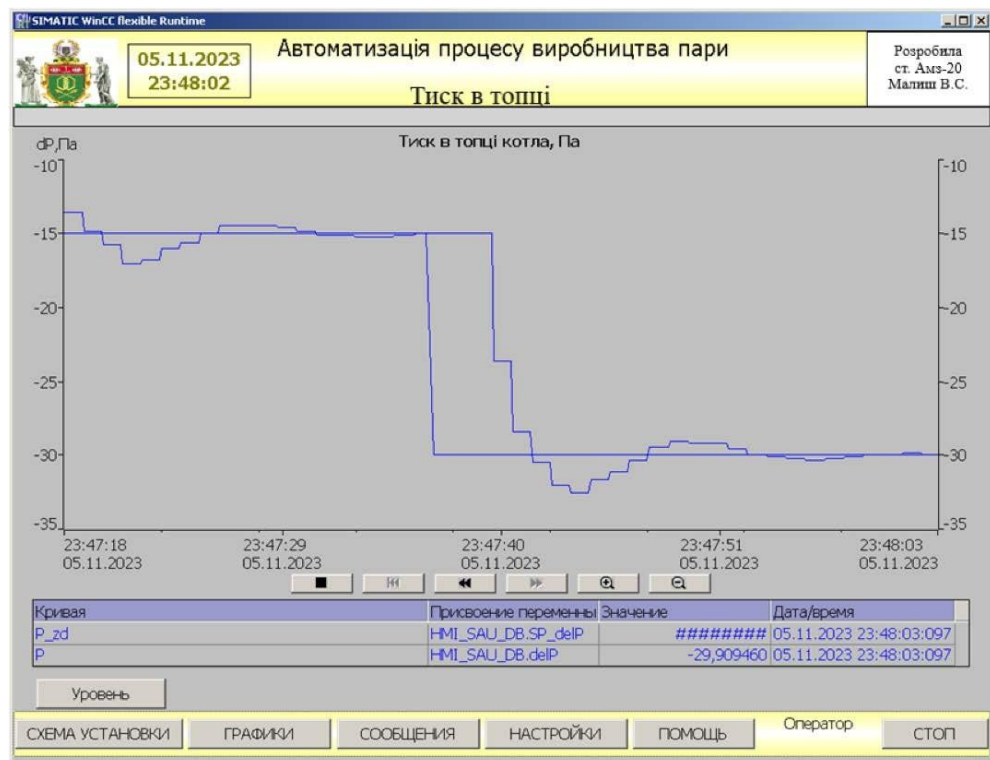 SIMATIC WinCC flexible Runtime
05.11.2023
23:48:02
Автоматизація процесу виробництва пари
Тиск в топці
Розробила
ст. Амз-20
Малиш В.С.
dP,Па
Тиск в топці котла, Па
-10
-10
-15
-15
-20
-20
-25
-25
-30
-30
-35
-35
23:47:18
05.11.2023
23:47:29
05.11.2023
23:47:40
05.11.2023
23:47:51
05.11.2023
23:48:03
05.11.2023
Кривая Присвоение переменны Значение Дата/время
P_zd HMI_SAU_DB.SP_delP ######## 05.11.2023 23:48:03:097
P HMI_SAU_DB.delP -29,909460 05.11.2023 23:48:03:097
Уровень
СХЕМА УСТАНОВКИ ГРАФИКИ СООБЩЕНИЯ НАСТРОЙКИ ПОМОЩЬ Оператор СТОП